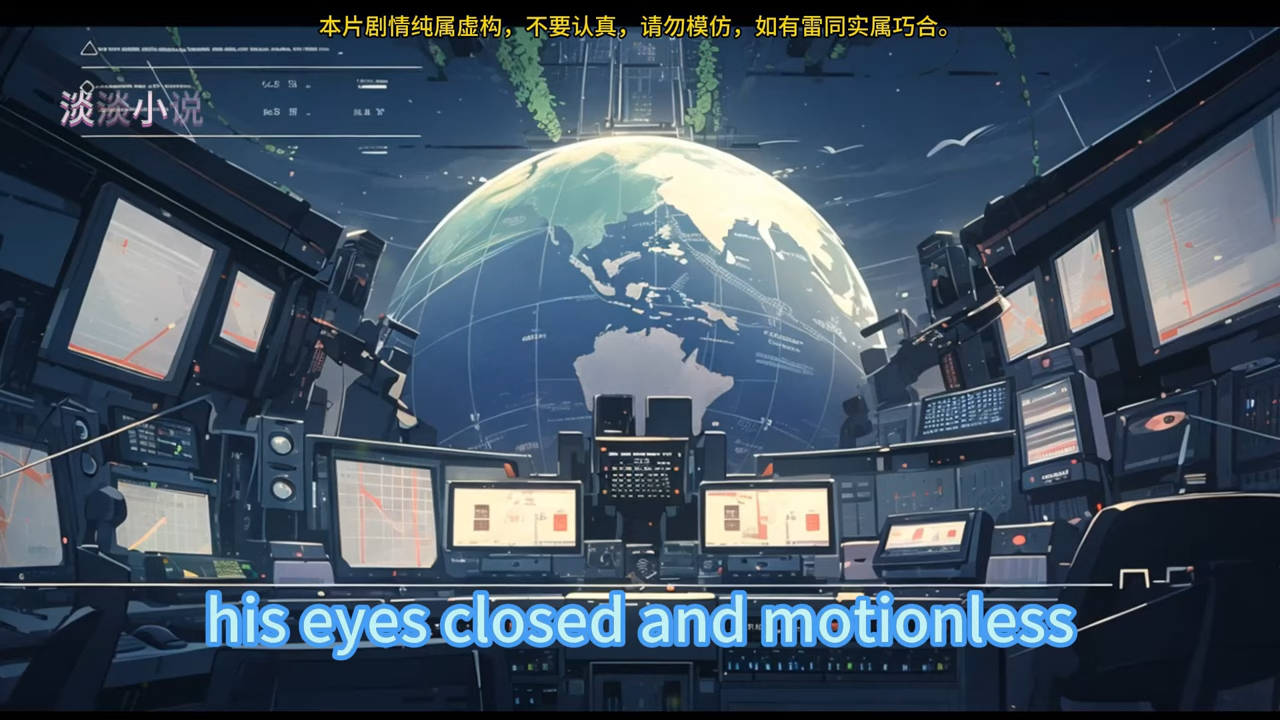 本片剧情纯属虚构，不要认真，请勿模仿，如有雷同实属巧合。
淡淡小说
his eyes closed and motionless